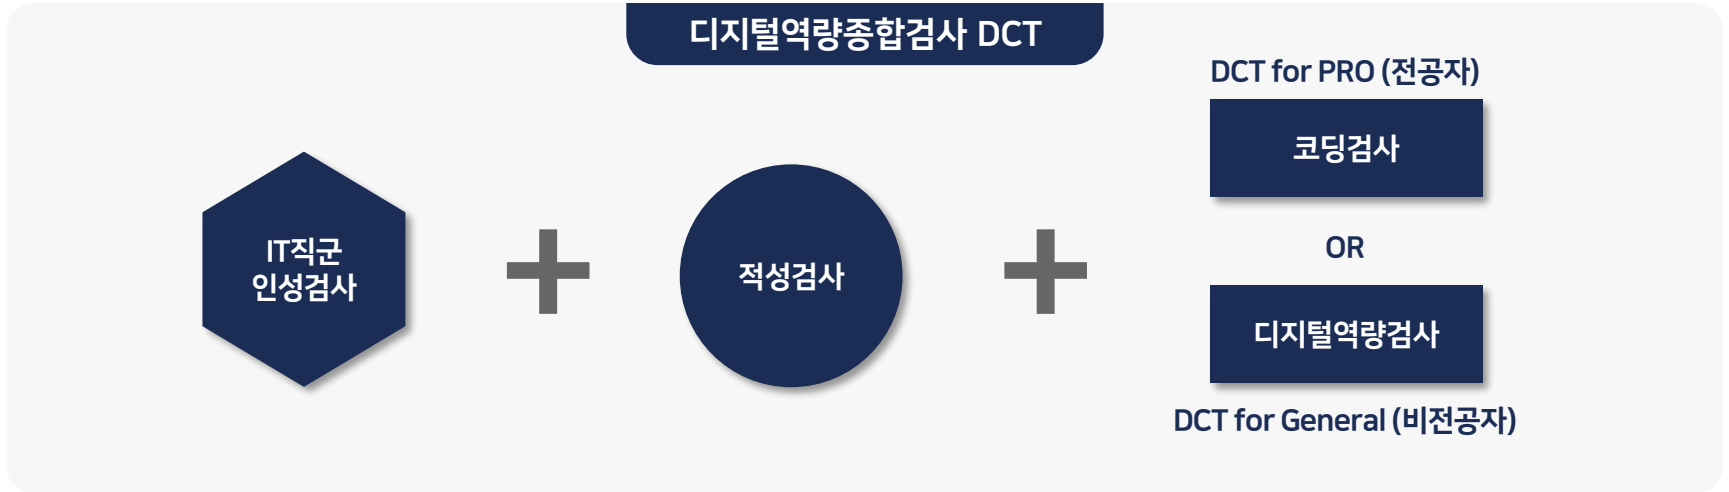 디지털역량종합검사 DCT
IT직군
인성검사
적성검사
DCT for PRO (전공자)
코딩검사
OR
디지털역량검사
DCT for General (비전공자)